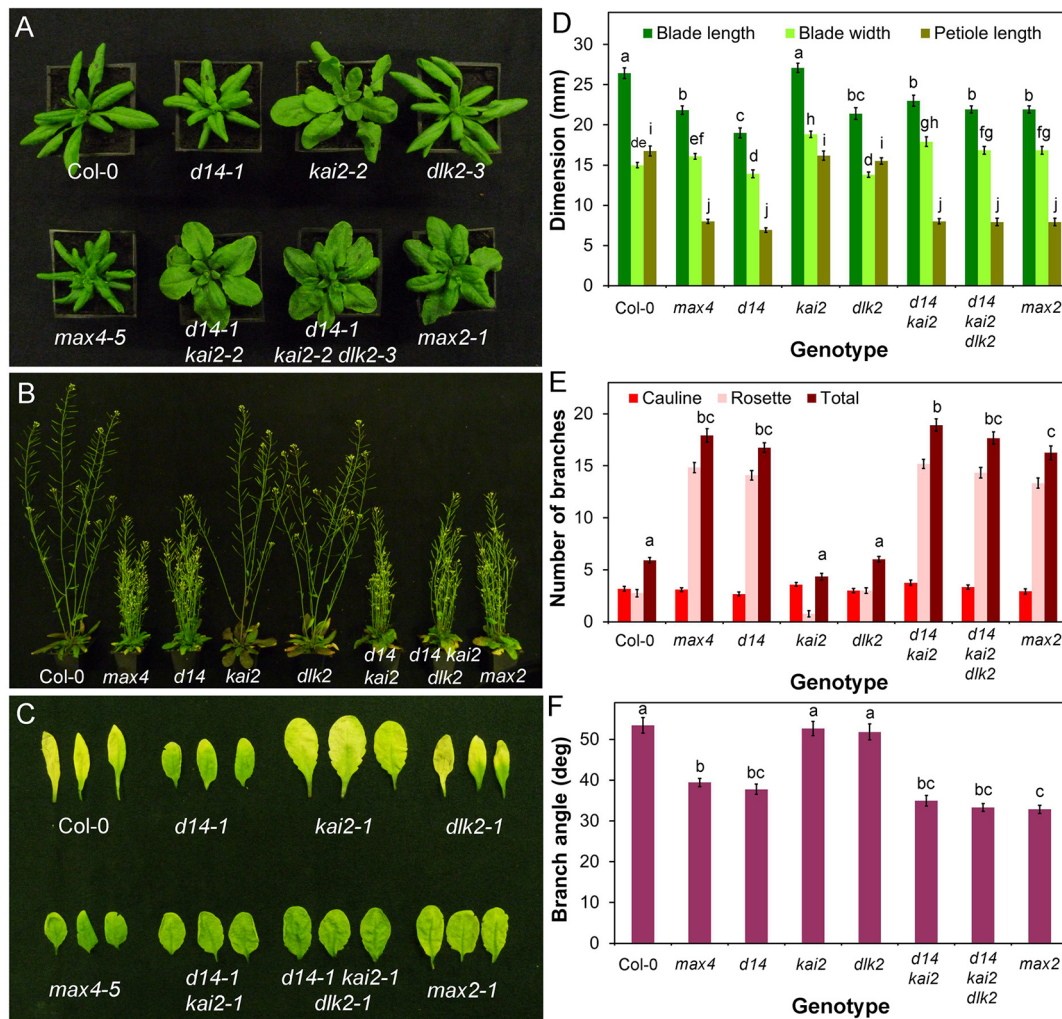 A
Col-0
d14-1
kai2-2
dlk2-3
max4-5
d14-1
kai2-2
d14-1
kai2-2 dlk2-3
max2-1
B
Col-0
max4
d14
kai2
dlk2
d14
kai2
d14 kai2
dlk2
max2
C
Col-0
d14-1
kai2-1
dlk2-1
max4-5
d14-1
kai2-1
d14-1 kai2-1
dlk2-1
max2-1
D
Blade length
Blade width
Petiole length
Dimension (mm)
30
25
20
15
10
5
0
a
de
i
b
ef
j
c
d
j
a
h
i
bc
d
i
b
gh
j
b
fg
j
b
fg
j
Col-0
max4
d14
kai2
dlk2
d14
kai2
d14
kai2
dlk2
max2
Genotype
E
Cauline
Rosette
Total
Number of branches
20
15
10
5
0
a
bc
bc
a
a
b
bc
c
Col-0
max4
d14
kai2
dlk2
d14
kai2
d14
kai2
dlk2
max2
Genotype
F
Branch angle (deg)
50
40
30
20
10
0
a
b
bc
a
a
bc
bc
c
Col-0
max4
d14
kai2
dlk2
d14
kai2
d14
kai2
dlk2
max2
Genotype